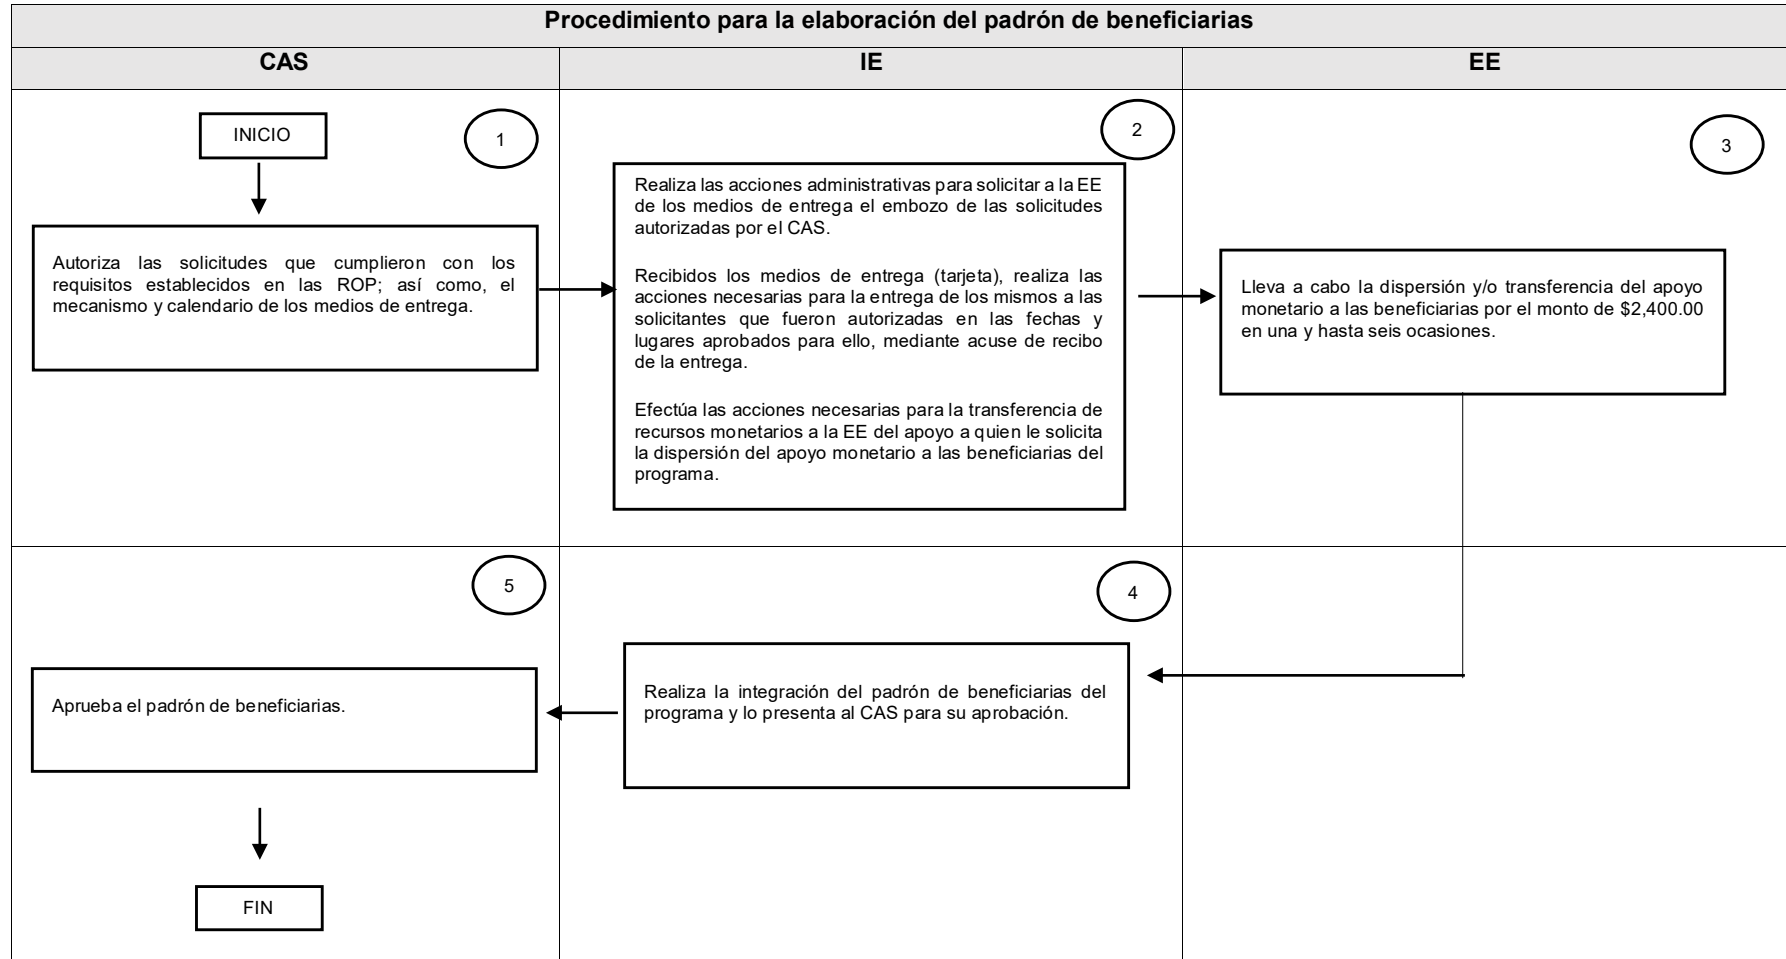 Procedimiento para la elaboración del padrón de beneficiarias
CAS
IE
EE
INICIO
1
Autoriza las solicitudes que cumplieron con los
requisitos establecidos en las ROP; así como, el
mecanismo y calendario de los medios de entrega.
2
Realiza las acciones administrativas para solicitar a la EE
de los medios de entrega el embozo de las solicitudes
autorizadas por el CAS.
Recibidos los medios de entrega (tarjeta), realiza las
acciones necesarias para la entrega de los mismos a las
solicitantes que fueron autorizadas en las fechas y
lugares aprobados para ello, mediante acuse de recibo
de la entrega.
Efectúa las acciones necesarias para la transferencia de
recursos monetarios a la EE del apoyo a quien le solicita
la dispersión del apoyo monetario a las beneficiarias del
programa.
3
Lleva a cabo la dispersión y/o transferencia del apoyo
monetario a las beneficiarias por el monto de $2,400.00
en una y hasta seis ocasiones.
4
Realiza la integración del padrón de beneficiarias del
programa y lo presenta al CAS para su aprobación.
5
Aprueba el padrón de beneficiarias.
FIN